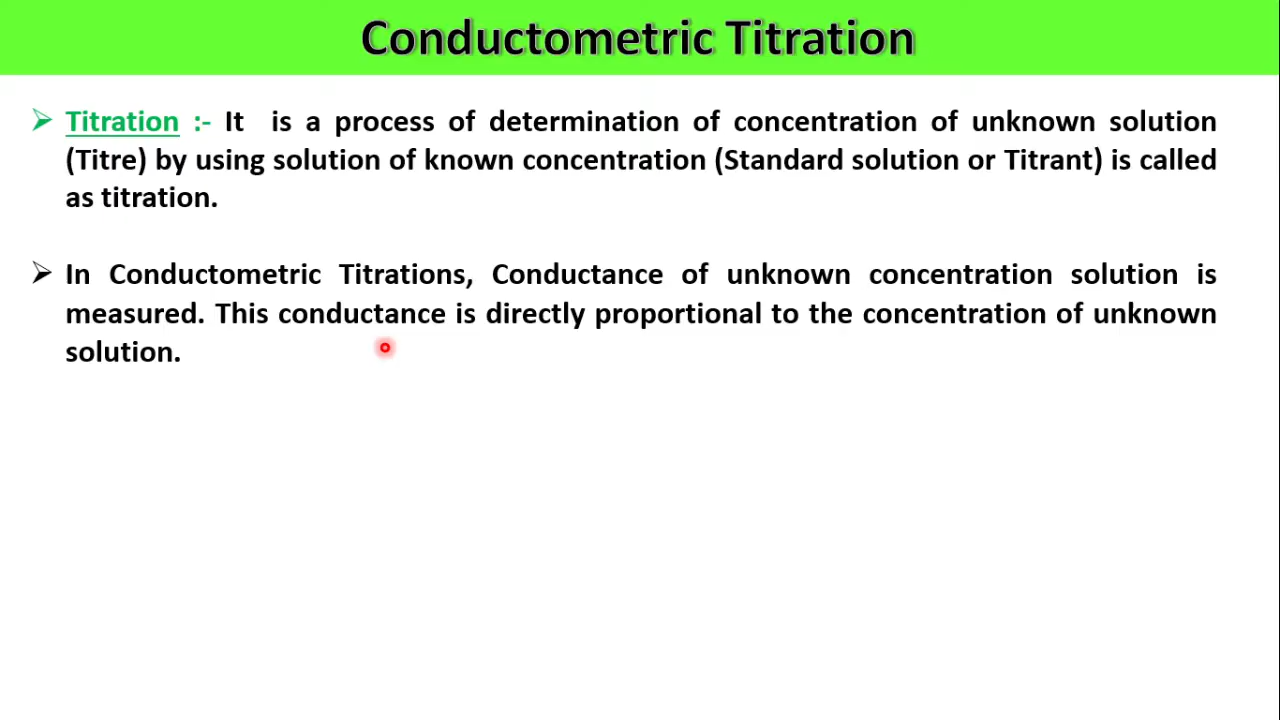 Conductometric Titration
Titration :- It is a process of determination of concentration of unknown solution
(Titre) by using solution of known concentration (Standard solution or Titrant) is called
as titration.
In Conductometric Titrations, Conductance of unknown concentration solution is
measured. This conductance is directly proportional to the concentration of unknown
solution.